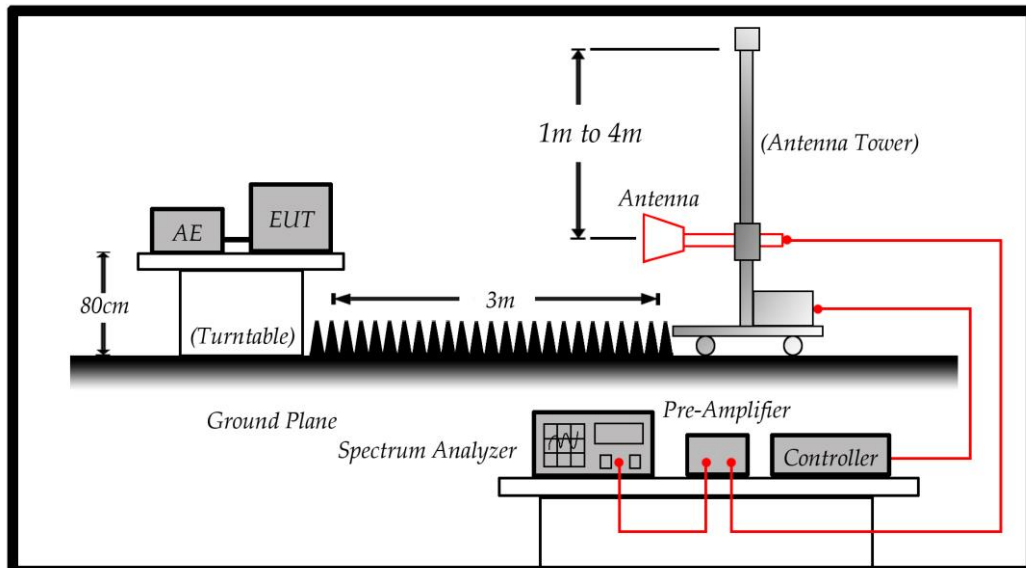 1m to 4m
(Antenna Tower)
Antenna
EUT
AE
80cm
3m
(Turntable)
Ground Plane
Pre-Amplifier
Spectrum Analyzer
Controller